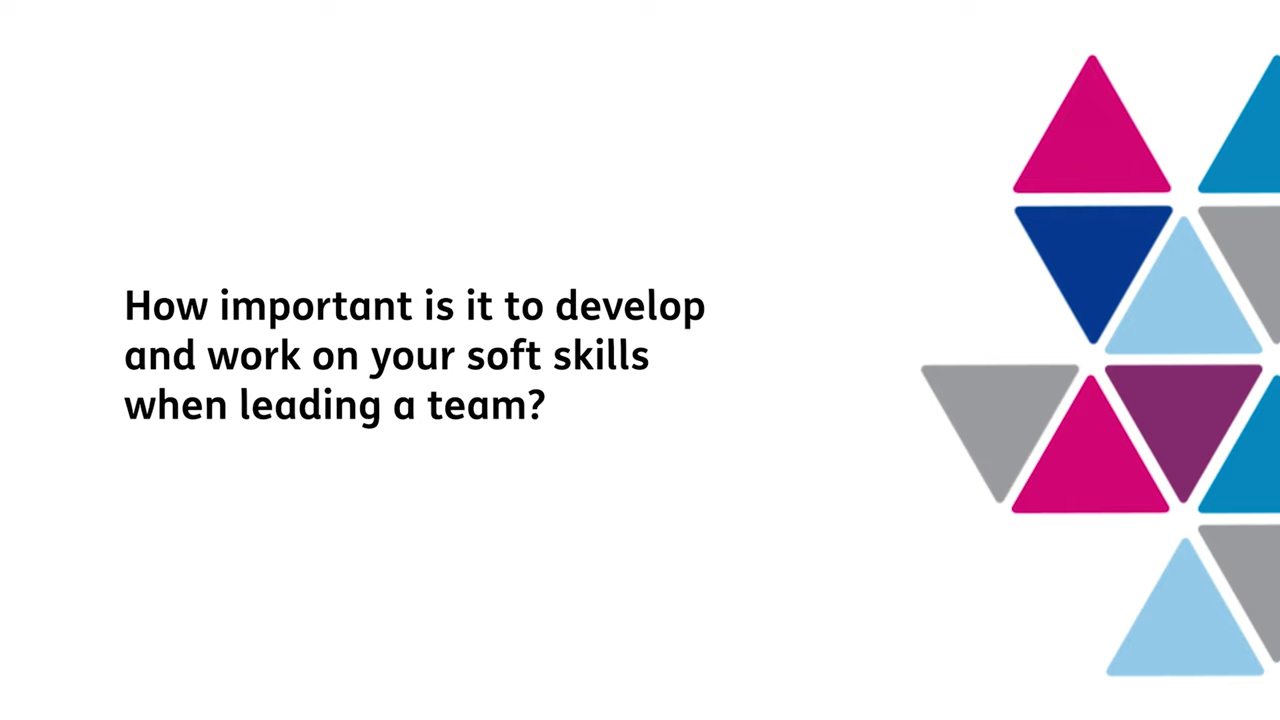 How important is it to develop
and work on your soft skills
when leading a team?